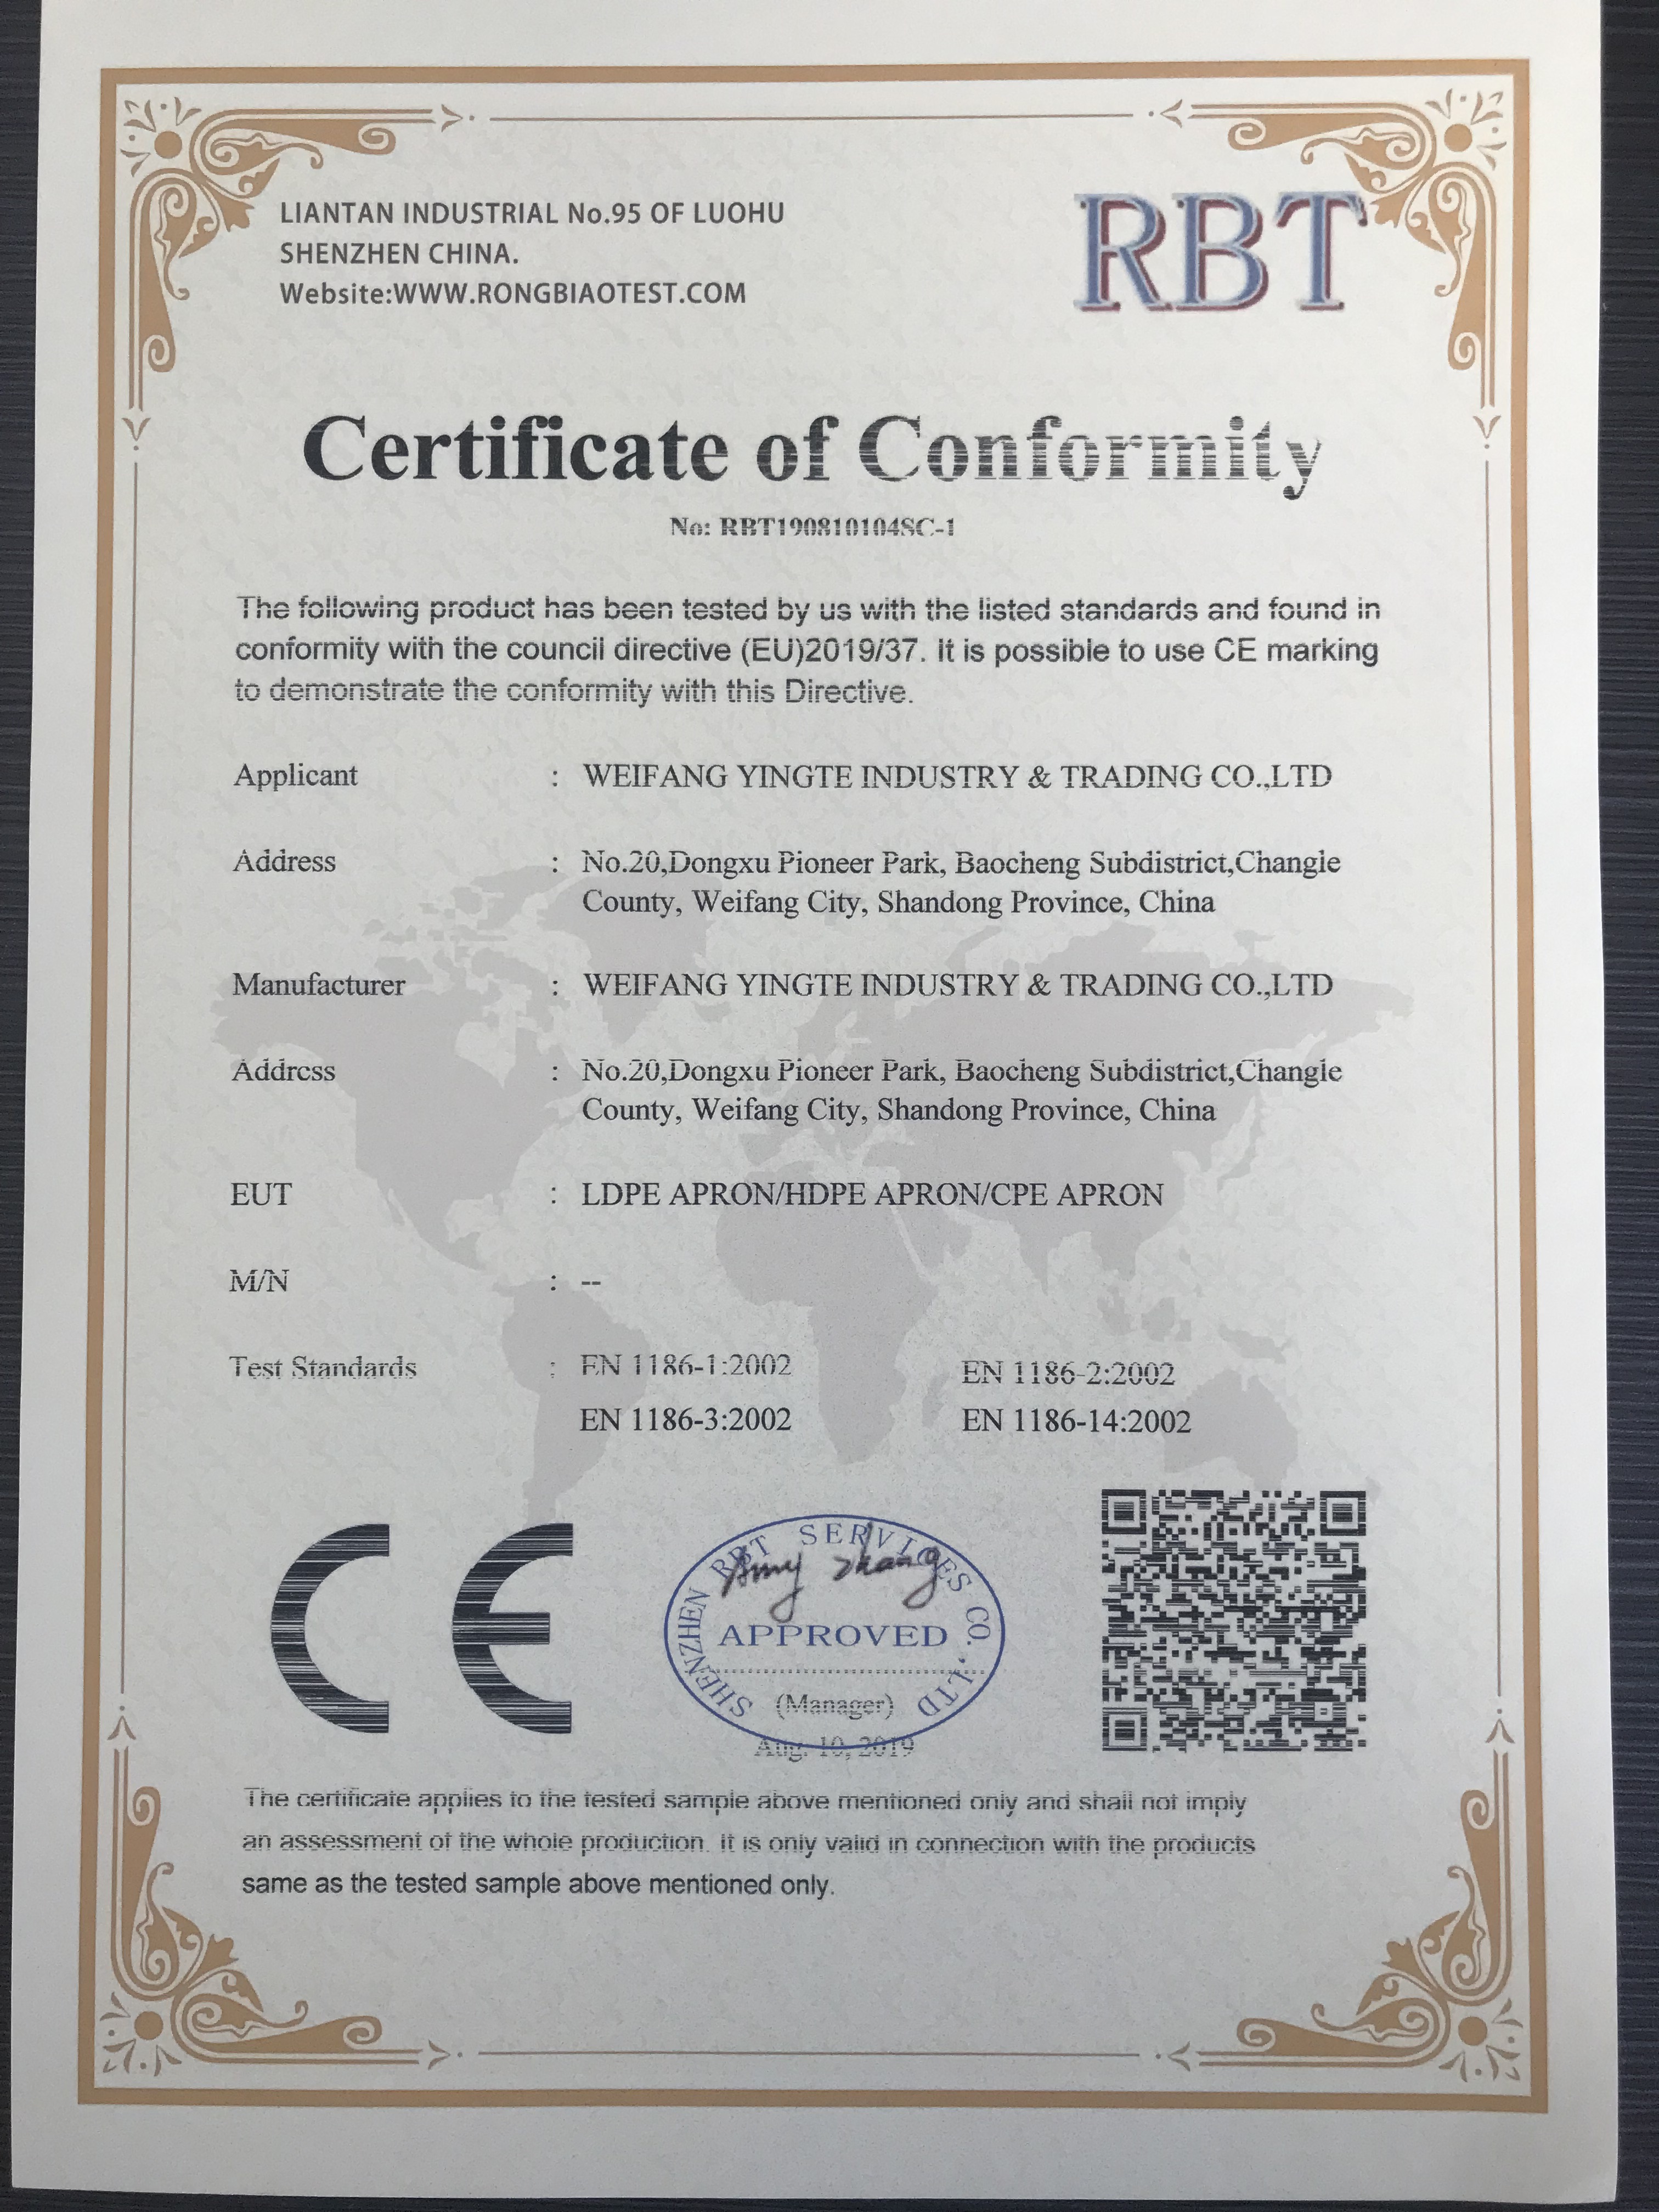 LIANTAN INDUSTRIAL No.95 OF LUOHU
SHENZHEN CHINA.
Website:WWW.RONGBIAOTEST.COM
RBT
Certificate of Conformity
No: RBT190810104SC-1
The following product has been tested by us with the listed standards and found in
conformity with the council directive (EU)2019/37. It is possible to use CE marking
to demonstrate the conformity with this Directive.
Applicant : WEIFANG YINGTE INDUSTRY & TRADING CO.,LTD
Address : No.20,Dongxu Pioneer Park, Baocheng Subdistrict,Changle
County, Weifang City, Shandong Province, China
Manufacturer : WEIFANG YINGTE INDUSTRY & TRADING CO.,LTD
Address : No.20,Dongxu Pioneer Park, Baocheng Subdistrict,Changle
County, Weifang City, Shandong Province, China
EUT : LDPE APRON/HDPE APRON/CPE APRON
M/N : --
Test Standards : EN 1186-1:2002 EN 1186-2:2002
EN 1186-3:2002 EN 1186-14:2002
CE
SHENZHEN RBT SERVICES CO.,LTD
Amy Zhang
APPROVED
(Manager)
Aug. 10, 2019
The certificate applies to the tested sample above mentioned only and shall not imply
an assessment of the whole production. It is only valid in connection with the products
same as the tested sample above mentioned only.